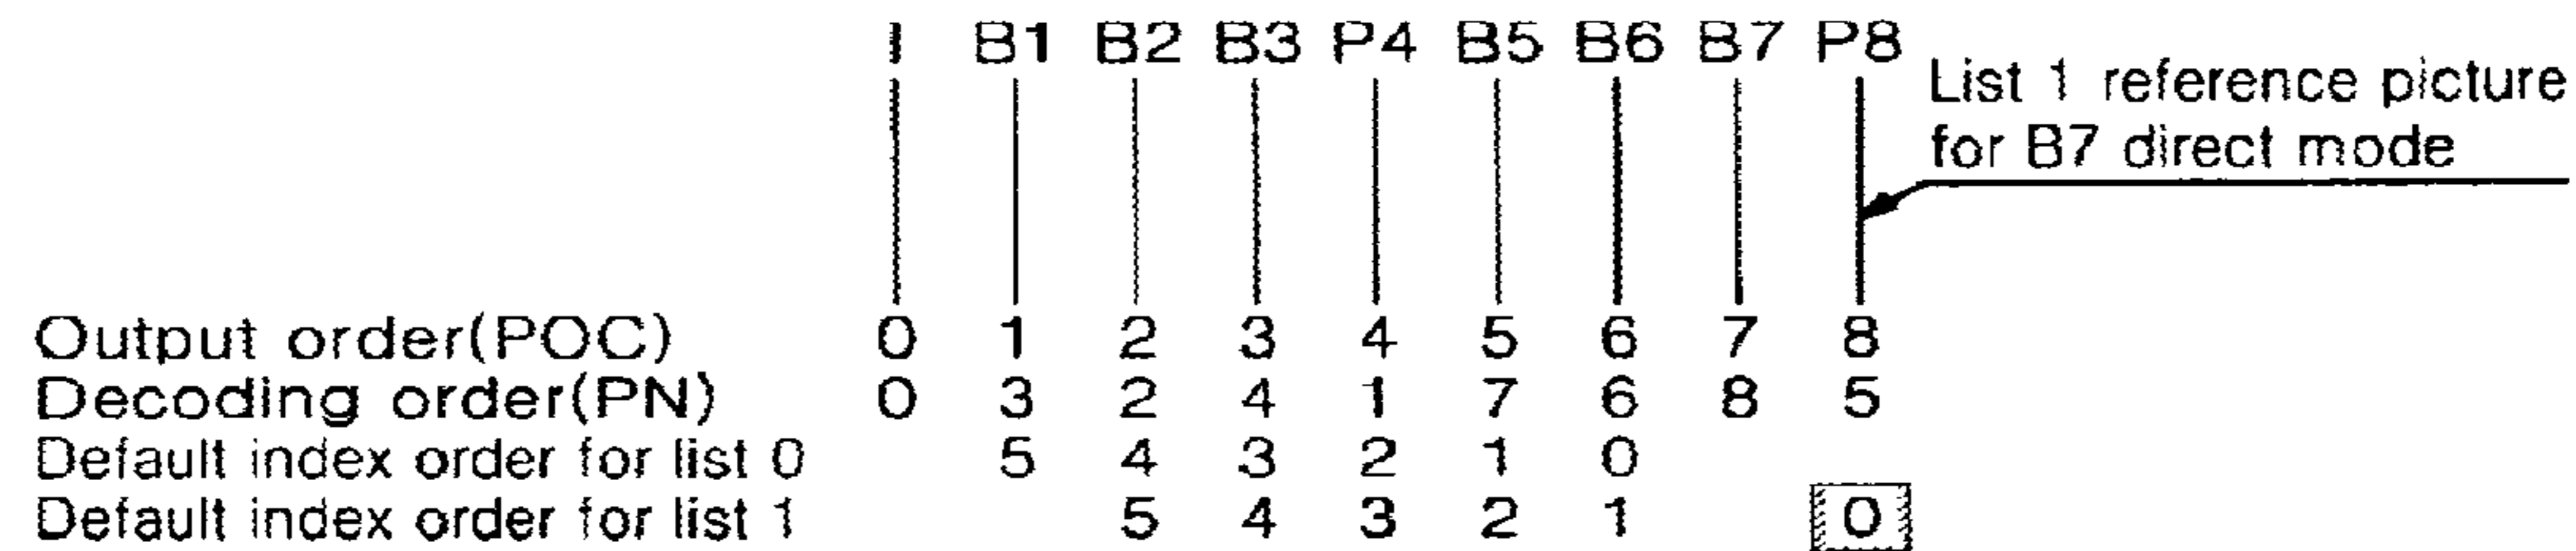 I B1 B2 B3 P4 B5 B6 B7 P8
List 1 reference picture
for B7 direct mode
Output order(POC) 0 1 2 3 4 5 6 7 8
Decoding order(PN) 0 3 2 4 1 7 6 8 5
Default index order for list 0 5 4 3 2 1 0
Default index order for list 1 5 4 3 2 1 0